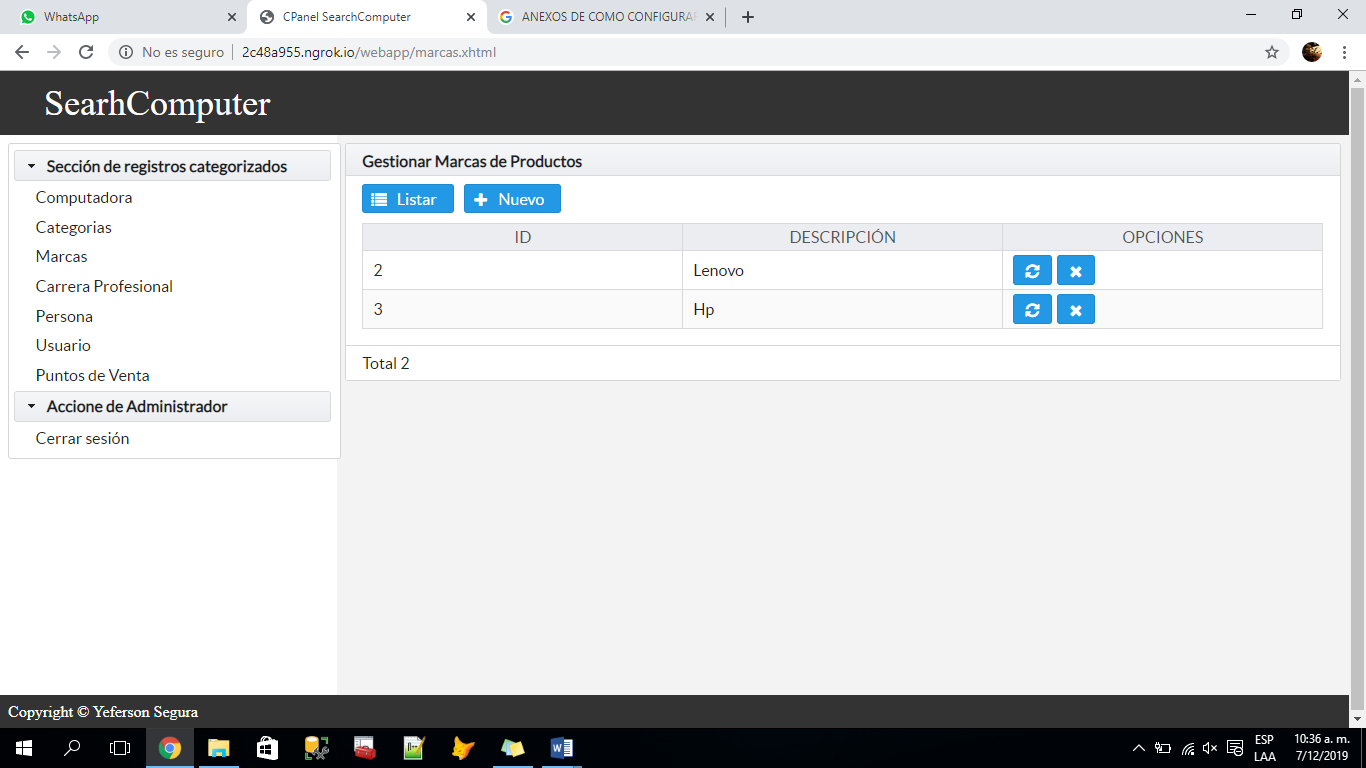 WhatsApp
CPanel SearchComputer
ANEXOS DE COMO CONFIGURAR
No es seguro
2c48a955.ngrok.io/webapp/marcas.xhtml
SearhComputer
Sección de registros categorizados
Computadora
Categorias
Marcas
Carrera Profesional
Persona
Usuario
Puntos de Venta
Accione de Administrador
Cerrar sesión
Gestionar Marcas de Productos
Listar Nuevo
ID DESCRIPCIÓN OPCIONES
2 Lenovo
3 Hp
Total 2
Copyright © Yeferson Segura
ESP
LAA
10:36 a. m.
7/12/2019